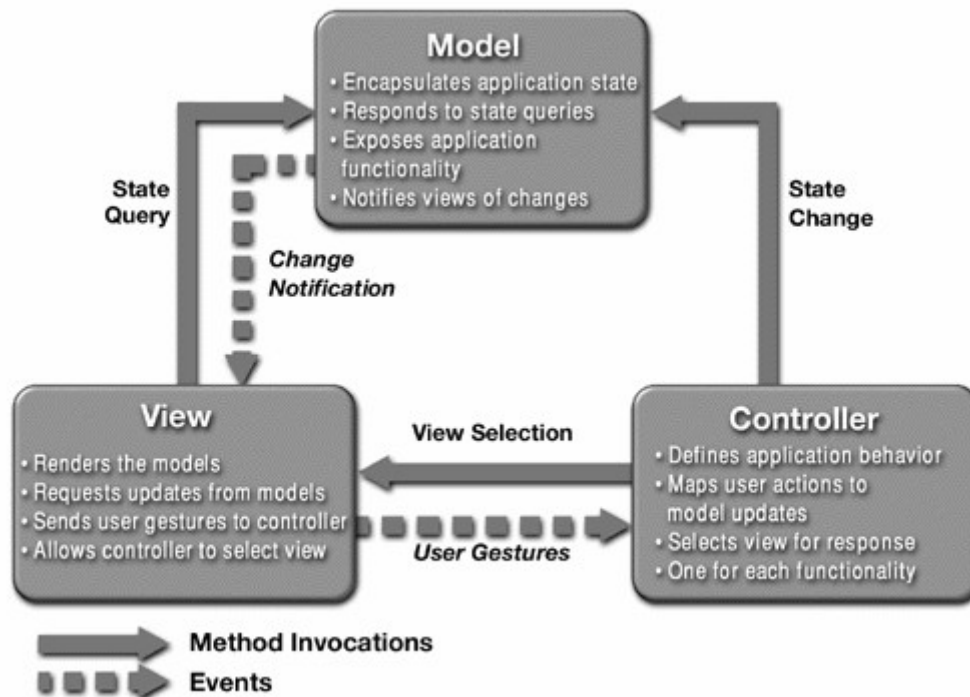 Model
• Encapsulates application state
• Responds to state queries
• Exposes application
functionality
• Notifies views of changes
State
Query
State
Change
Change
Notification
View
• Renders the models
• Requests updates from models
• Sends user gestures to controller
• Allows controller to select view
View Selection
User Gestures
Controller
• Defines application behavior
• Maps user actions to
model updates
• Selects view for response
• One for each functionality
Method Invocations
Events